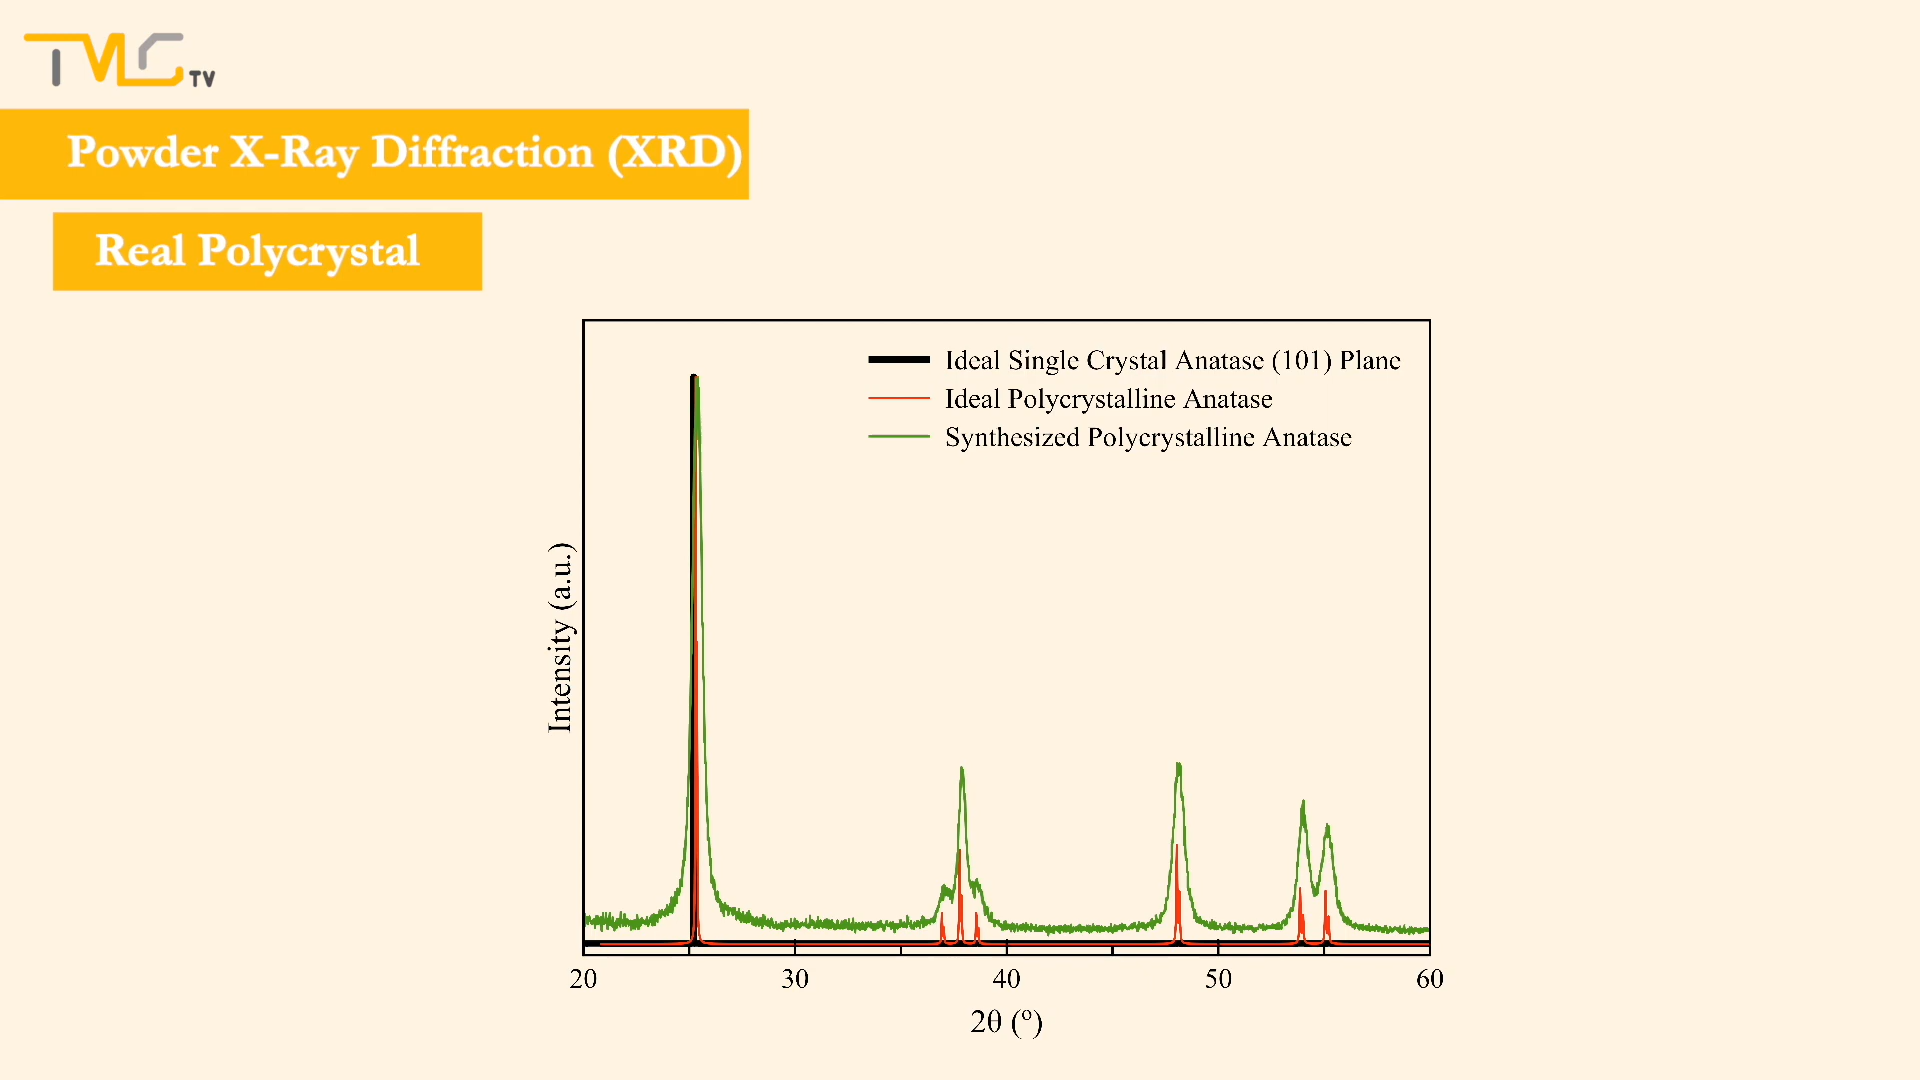 TMC TV
Powder X-Ray Diffraction (XRD)
Real Polycrystal
Ideal Single Crystal Anatase (101) Plane
Ideal Polycrystalline Anatase
Synthesized Polycrystalline Anatase
Intensity (a.u.)
20 30 40 50 60
2θ (°)